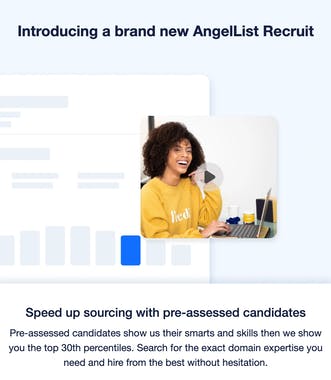 Introducing a brand new AngelList Recruit
Speed up sourcing with pre-assessed candidates
Pre-assessed candidates show us their smarts and skills then we show
you the top 30th percentiles. Search for the exact domain expertise you
need and hire from the best without hesitation.